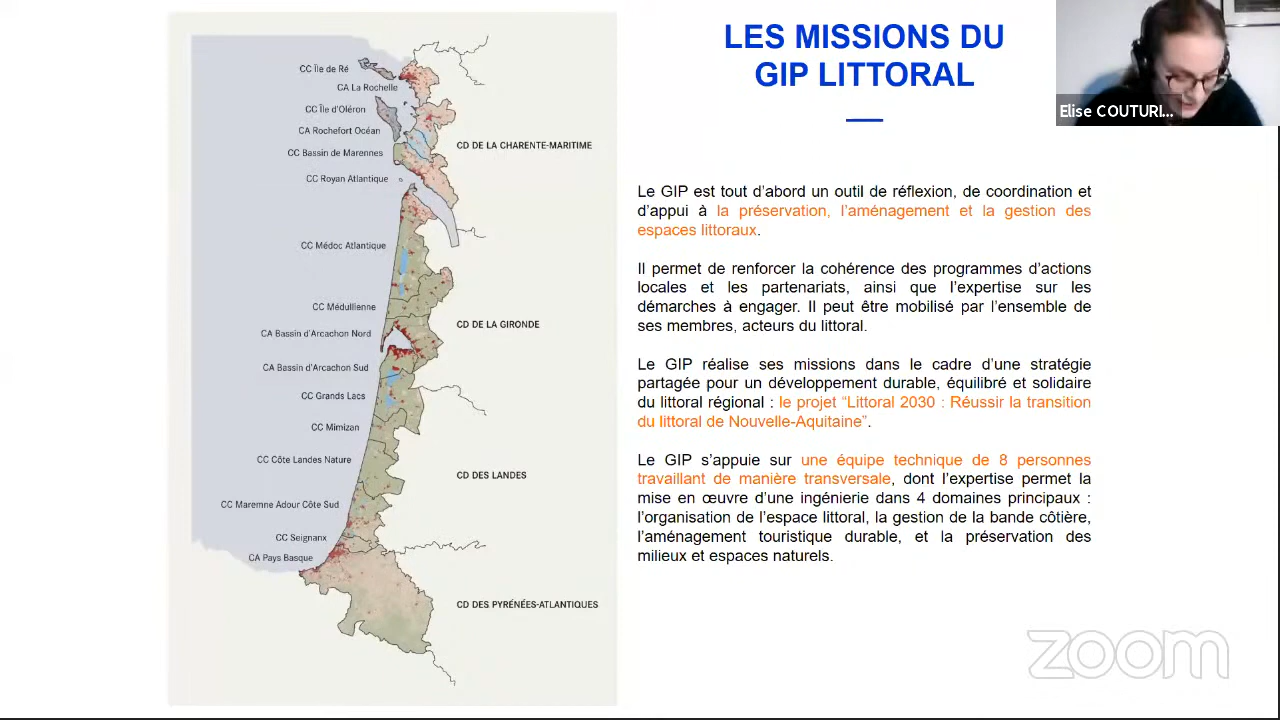 LES MISSIONS DU
GIP LITTORAL
Elise COUTURI...
CC Île de Ré
CA La Rochelle
CC Île d'Oléron
CA Rochefort Océan
CC Bassin de Marennes
CC Royan Atlantique
CC Médoc Atlantique
CC Médullienne
CA Bassin d'Arcachon Nord
CA Bassin d'Arcachon Sud
CC Grands Lacs
CC Mimizan
CC Côte Landes Nature
CC Maremne Adour Côte Sud
CC Seignanx
CA Pays Basque
CD DE LA CHARENTE-MARITIME
CD DE LA GIRONDE
CD DES LANDES
CD DES PYRÉNÉES-ATLANTIQUES
Le GIP est tout d'abord un outil de réflexion, de coordination et
d'appui à la préservation, l'aménagement et la gestion des
espaces littoraux.
Il permet de renforcer la cohérence des programmes d'actions
locales et les partenariats, ainsi que l'expertise sur les
démarches à engager. Il peut être mobilisé par l'ensemble de
ses membres, acteurs du littoral.
Le GIP réalise ses missions dans le cadre d'une stratégie
partagée pour un développement durable, équilibré et solidaire
du littoral régional : le projet “Littoral 2030 : Réussir la transition
du littoral de Nouvelle-Aquitaine”.
Le GIP s'appuie sur une équipe technique de 8 personnes
travaillant de manière transversale, dont l'expertise permet la
mise en œuvre d'une ingénierie dans 4 domaines principaux :
l'organisation de l'espace littoral, la gestion de la bande côtière,
l'aménagement touristique durable, et la préservation des
milieux et espaces naturels.
zoom